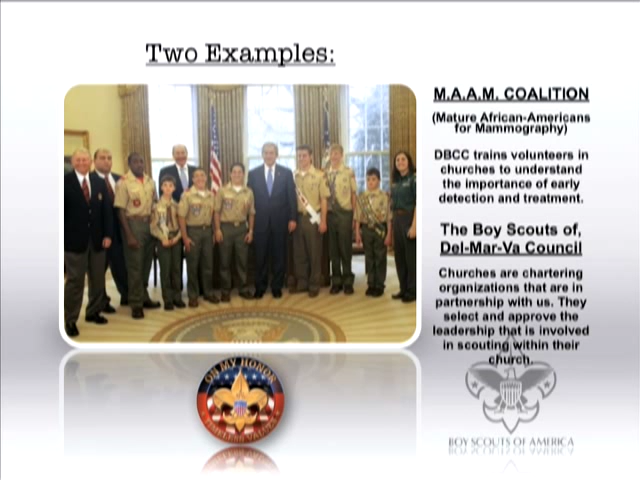 Two Examples:
M.A.A.M. COALITION
(Mature African-Americans
for Mammography)
DBCC trains volunteers in
churches to understand
the importance of early
detection and treatment.
The Boy Scouts of,
Del-Mar-Va Council
Churches are chartering
organizations that are in
partnership with us. They
select and approve the
leadership that is involved
in scouting within their
church.
ON MY HONOR
TIMELESS VALUES
BOY SCOUTS OF AMERICA